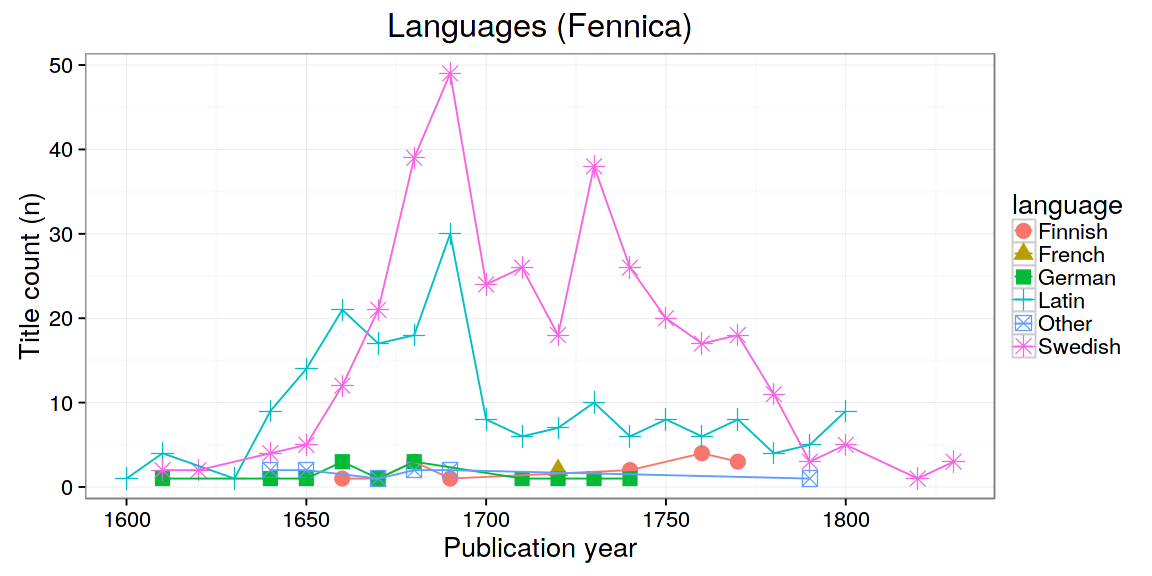 Languages (Fennica)
Title count (n)
50
40
30
20
10
0
1600 1650 1700 1750 1800
Publication year
language
Finnish
French
German
Latin
Other
Swedish